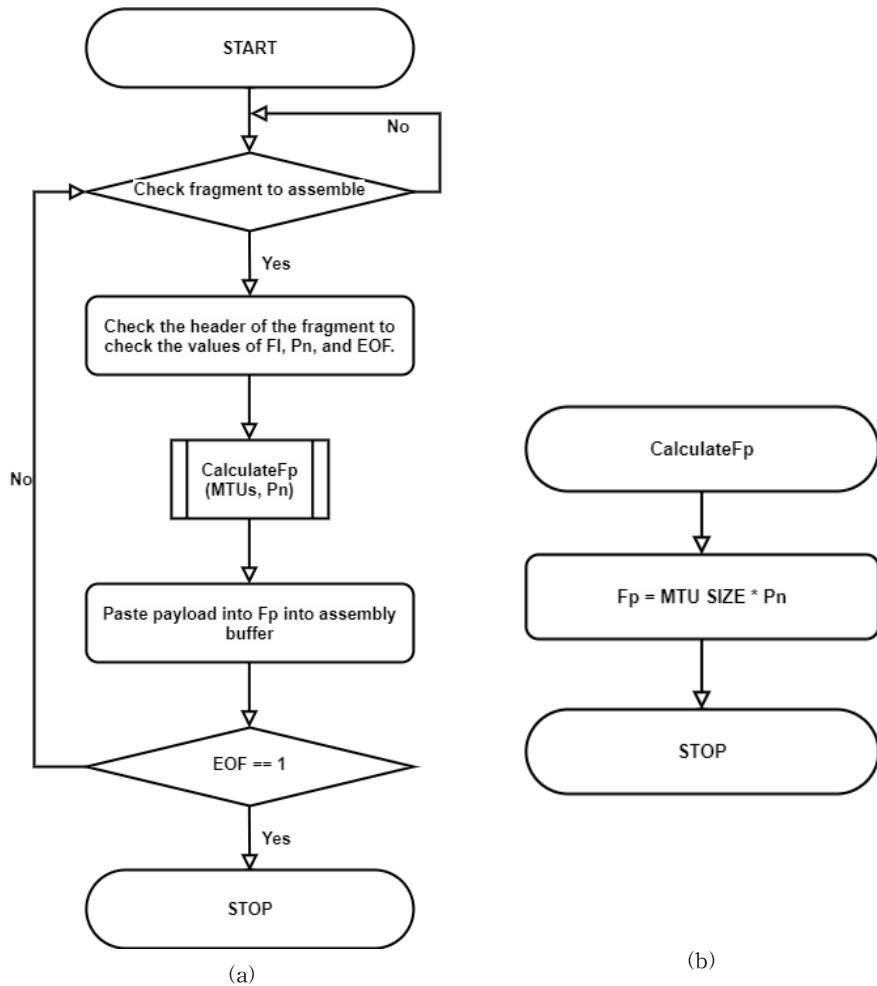 START
No
Check fragment to assemble
Yes
Check the header of the fragment to
check the values of FI, Pn, and EOF.
CalculateFp
(MTUs, Pn)
No
Paste payload into Fp into assembly
buffer
EOF == 1
Yes
STOP
(a)
CalculateFp
Fp = MTU SIZE * Pn
STOP
(b)